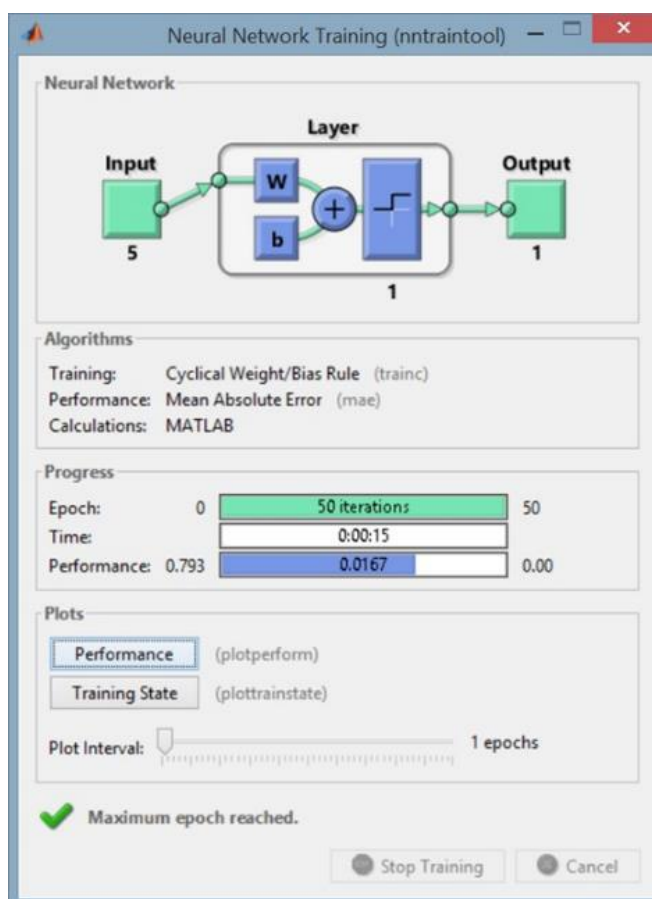 Neural Network Training (nntraintool)
Neural Network
Layer
Input
Output
W
b
+
5
1
1
Algorithms
Training: Cyclical Weight/Bias Rule (trainc)
Performance: Mean Absolute Error (mae)
Calculations: MATLAB
Progress
Epoch: 0 50 iterations 50
Time: 0:00:15
Performance: 0.793 0.0167 0.00
Plots
Performance (plotperform)
Training State (plottrainstate)
Plot Interval: 1 epochs
Maximum epoch reached.
Stop Training Cancel